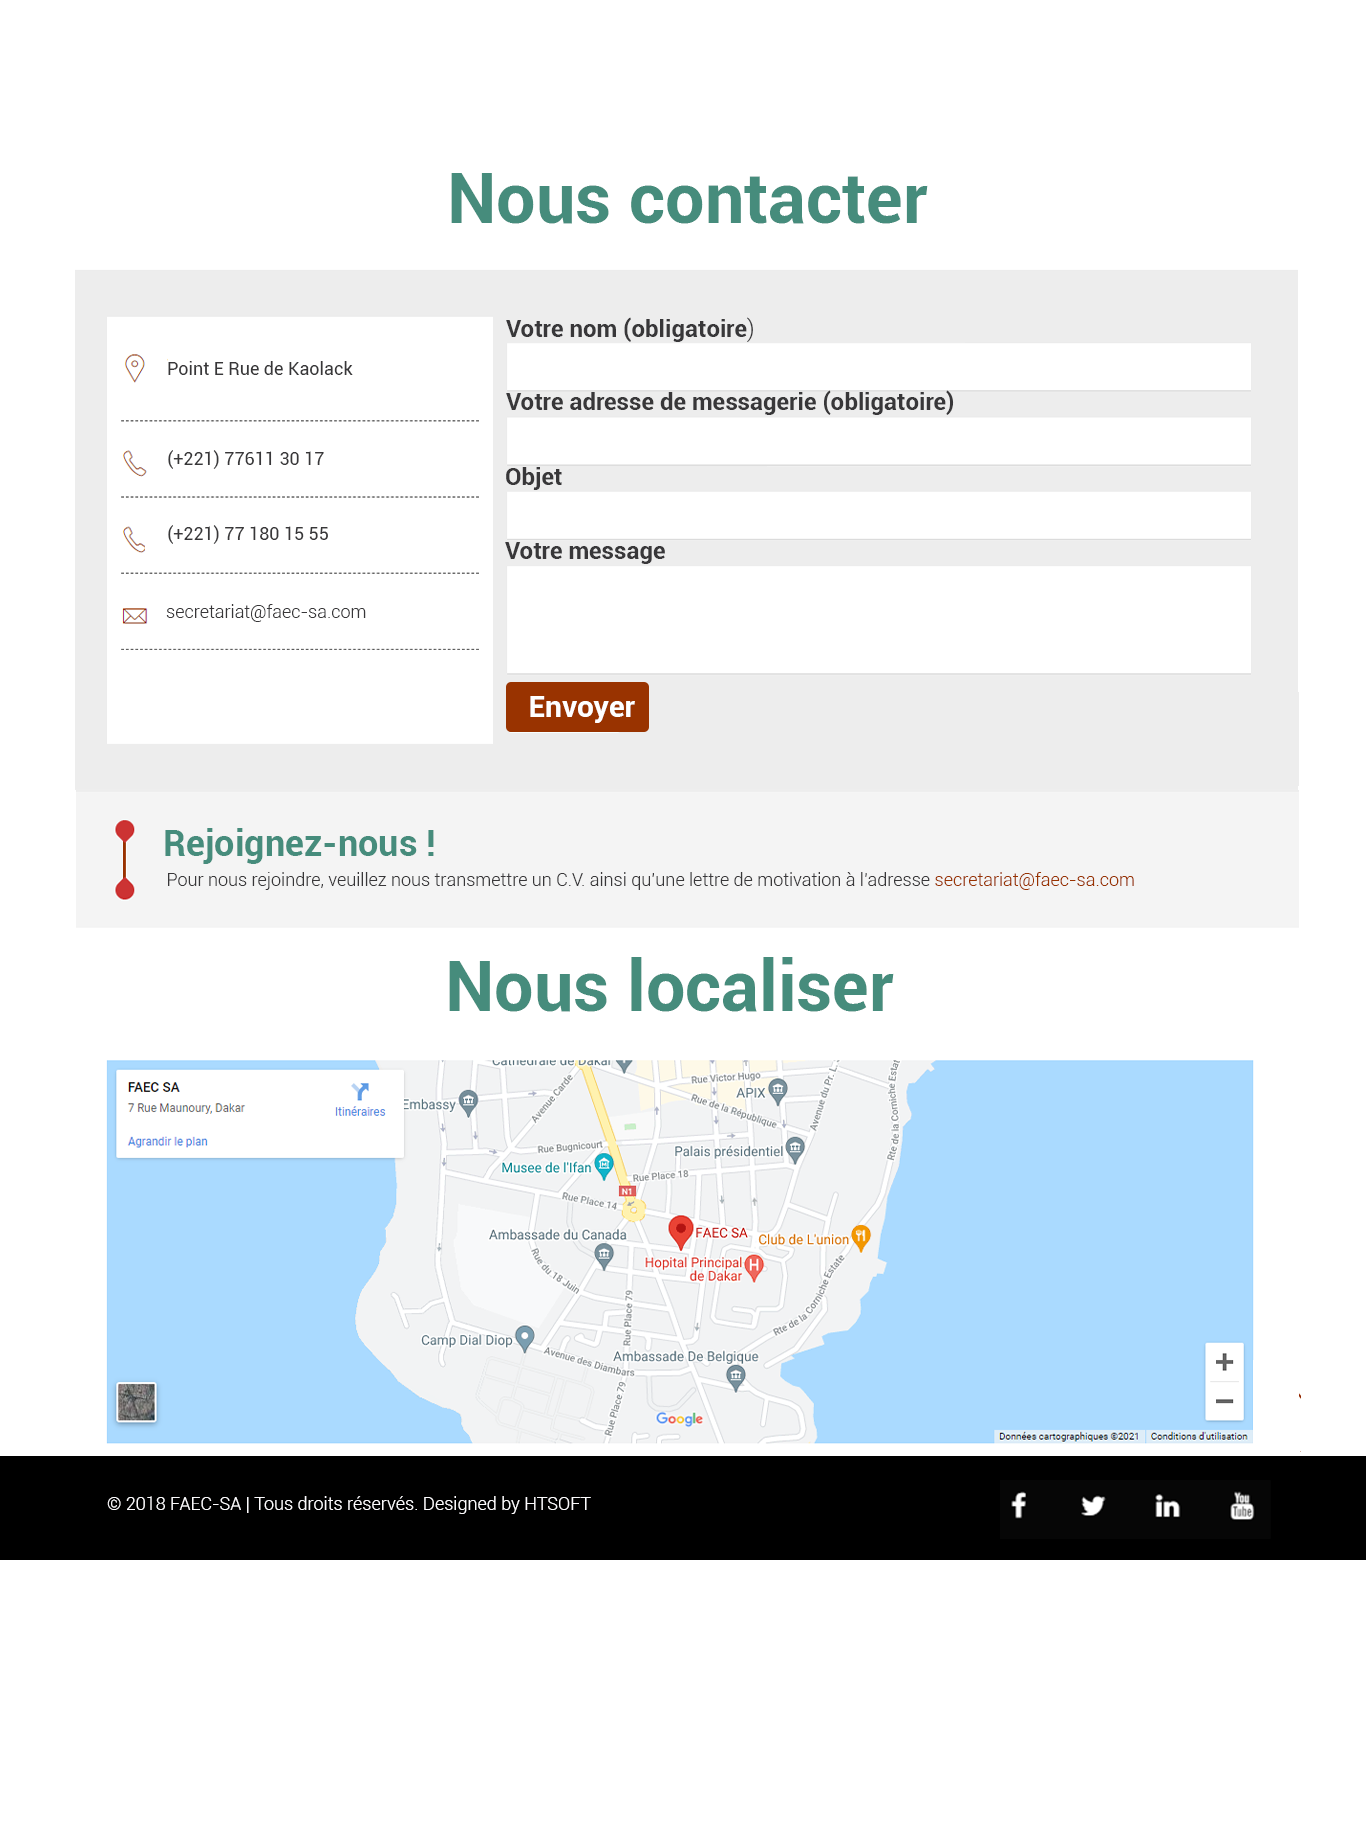 Nous contacter
Point E Rue de Kaolack
(+221) 77611 30 17
(+221) 77 180 15 55
secretariat@faec-sa.com
Votre nom (obligatoire)
Votre adresse de messagerie (obligatoire)
Objet
Votre message
Envoyer
Rejoignez-nous !
Pour nous rejoindre, veuillez nous transmettre un C.V. ainsi qu'une lettre de motivation à l'adresse secretariat@faec-sa.com
Nous localiser
FAEC SA
7 Rue Maunoury, Dakar
Itinéraires
Agrandir le plan
Cathédrale de Dakar
Embassy
Avenue Carde
Rue Victor Hugo
APIX
Rue de la République
Avenue du Pr. L.
Rte de la Corniche Estate
Rue Bugnicourt
Palais présidentiel
Musee de l'Ifan
Rue Place 18
N1
Rue Place 14
Ambassade du Canada
FAEC SA
Club de L'union
Hopital Principal
de Dakar
Rue du 18 Juin
Rue Place 79
Rte de la Corniche Estate
Camp Dial Diop
Avenue des Diambars
Ambassade De Belgique
Rue Place 79
Google
Données cartographiques ©2021
Conditions d'utilisation
© 2018 FAEC-SA | Tous droits réservés. Designed by HTSOFT
You
Tube